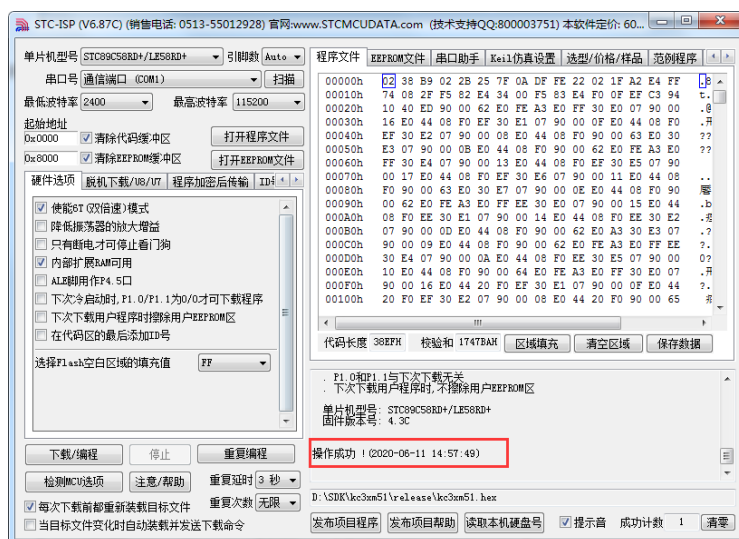 STC-ISP (V6.87C) (销售电话: 0513-55012928) 官网:www.STCMCUDATA.com (技术支持QQ:800003751) 本软件定价: 60...
单片机型号 STC89C58RD+/LE58RD+ 引脚数 Auto
串口号 通信端口 (COM1) 扫描
最低波特率 2400 最高波特率 115200
起始地址
0x0000 清除代码缓冲区 打开程序文件
0x8000 清除EEPROM缓冲区 打开EEPROM文件
硬件选项 脱机下载/U8/U7 程序加密后传输
使能6T(双倍速)模式
降低振荡器的放大增益
只有断电才可停止看门狗
内部扩展RAM可用
ALE脚用作P4.5口
下次冷启动时,P1.0/P1.1为0/0才可下载程序
下次下载用户程序时擦除用户EEPROM区
在代码区的最后添加ID号
选择Flash空白区域的填充值 FF
下载/编程 停止 重复编程
检测MCU选项 注意/帮助 重复延时 3 秒
每次下载前都重新装载目标文件 重复次数 无限
当目标文件变化时自动装载并发送下载命令
程序文件 EEPROM文件 串口助手 Keil仿真设置 选型/价格/样品 范例程序
00000h 02 38 B9 02 2B 25 7F 0A DF FE 22 02 1F A2 E4 FF .8
00010h 74 08 2F F5 82 E4 34 00 F5 83 E4 F0 0F EF C3 94 t.
00020h 10 40 ED 90 00 62 E0 FE A3 E0 FF 30 E0 07 90 00 .@
00030h 16 E0 44 08 F0 EF 30 E1 07 90 00 0F E0 44 08 F0 .开
00040h EF 30 E2 07 90 00 08 E0 44 08 F0 90 00 63 E0 30 ??
00050h E3 07 90 00 0B E0 44 08 F0 90 00 62 E0 FE A3 E0 ??
00060h FF 30 E4 07 90 00 13 E0 44 08 F0 EF 30 E5 07 90
00070h 00 17 E0 44 08 F0 EF 30 E6 07 90 00 11 E0 44 08 ..
00080h F0 90 00 63 E0 30 E7 07 90 00 0E E0 44 08 F0 90
00090h 00 62 E0 FE A3 E0 FF EE 30 E0 07 90 00 15 E0 44 .b
000A0h 08 F0 EE 30 E1 07 90 00 14 E0 44 08 F0 EE 30 E2
000B0h 07 90 00 0D E0 44 08 F0 90 00 62 E0 A3 30 E3 07 .?
000C0h 90 00 09 E0 44 08 F0 90 00 62 E0 FE A3 E0 FF EE ?.
000D0h 30 E4 07 90 00 0A E0 44 08 F0 EE 30 E5 07 90 00 0?
000E0h 10 E0 44 08 F0 90 00 64 E0 FE A3 E0 FF 30 E0 07 .开
000F0h 90 00 16 E0 44 20 F0 EF 30 E1 07 90 00 0F E0 44 ?.
00100h 20 F0 EF 30 E2 07 90 00 08 E0 44 20 F0 90 00 65
代码长度 38EFH 校验和 1747BAH 区域填充 清空区域 保存数据
. P1.0和P1.1与下次下载无关
. 下次下载用户程序时,不擦除用户EEPROM区
单片机型号: STC89C58RD+/LE58RD+
固件版本号: 4.3C
操作成功 !(2020-06-11 14:57:49)
D:\SDK\kc3xm51\release\kc3xm51.hex
发布项目程序 发布项目帮助 读取本机硬盘号 提示音 成功计数 1 清零